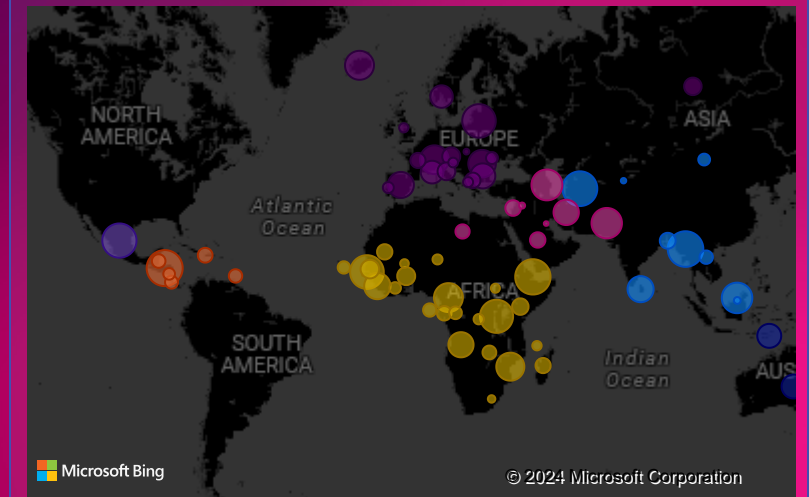 NORTH
AMERICA
EUROPE
ASIA
Atlantic
Ocean
AFRICA
SOUTH
AMERICA
Indian
Ocean
AUS
Microsoft Bing
© 2024 Microsoft Corporation